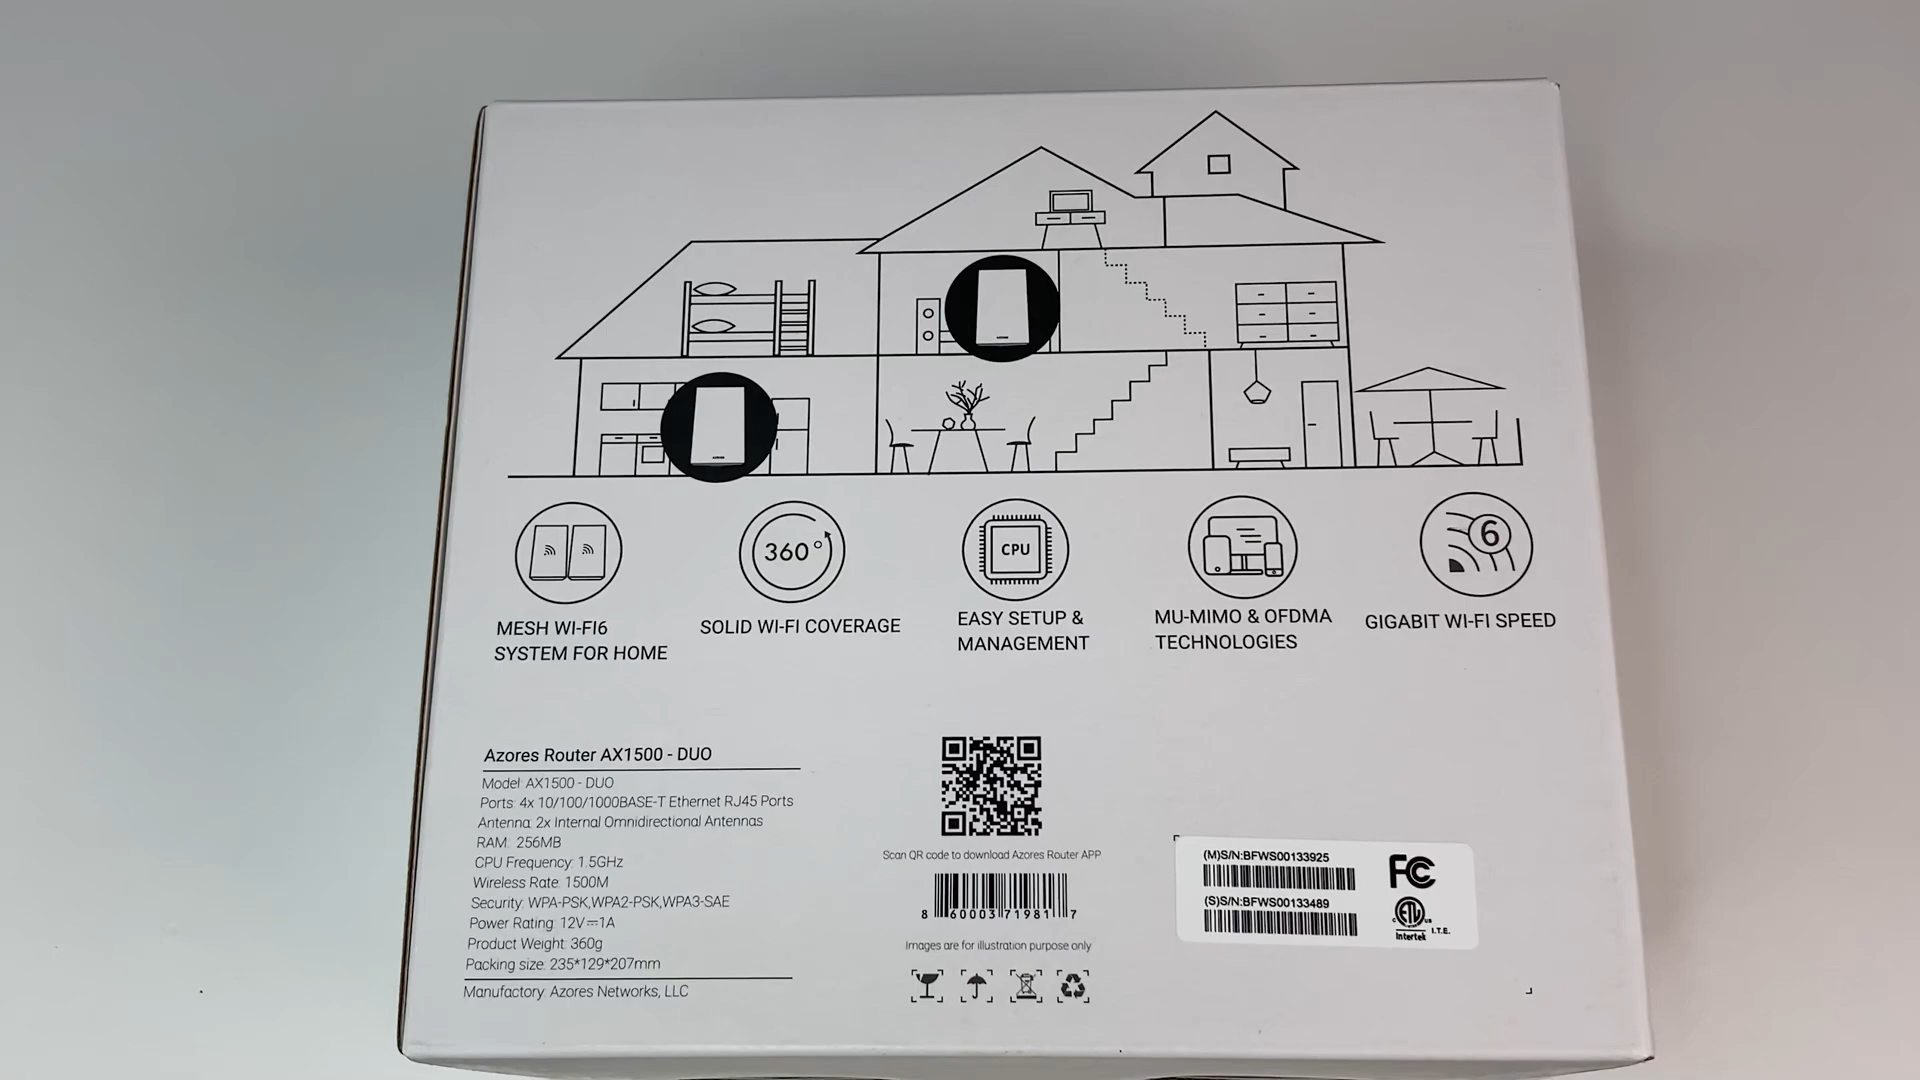 360°
CPU
6
MESH WI-FI6
SYSTEM FOR HOME
SOLID WI-FI COVERAGE
EASY SETUP &
MANAGEMENT
MU-MIMO & OFDMA
TECHNOLOGIES
GIGABIT WI-FI SPEED
Azores Router AX1500 - DUO
Model: AX1500 - DUO
Ports: 4x 10/100/1000BASE-T Ethernet RJ45 Ports
Antenna: 2x Internal Omnidirectional Antennas
RAM: 256MB
CPU Frequency: 1.5GHz
Wireless Rate: 1500M
Security: WPA-PSK,WPA2-PSK,WPA3-SAE
Power Rating: 12V⎓1A
Product Weight: 360g
Packing size: 235*129*207mm
Manufactory: Azores Networks, LLC
Scan QR code to download Azores Router APP
8 60003 71981 7
Images are for illustration purpose only
(M)S/N:BFWS00133925
(S)S/N:BFWS00133489
FC
C ETL US
Intertek
I.T.E.